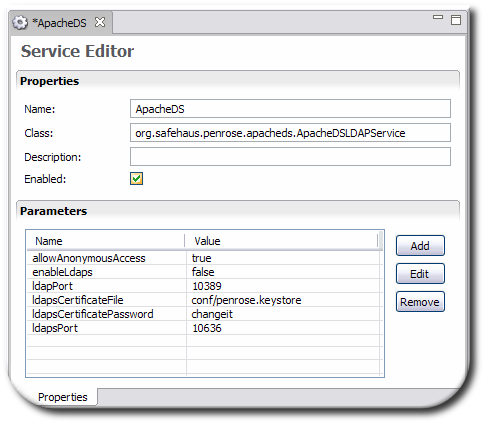 *ApacheDS
Service Editor
Properties
Name: ApacheDS
Class: org.safehaus.penrose.apacheds.ApacheDSLDAPService
Description:
Enabled:
Parameters
Name Value
allowAnonymousAccess true
enableLdaps false
ldapPort 10389
ldapsCertificateFile conf/penrose.keystore
ldapsCertificatePassword changeit
ldapsPort 10636
Add
Edit
Remove
Properties